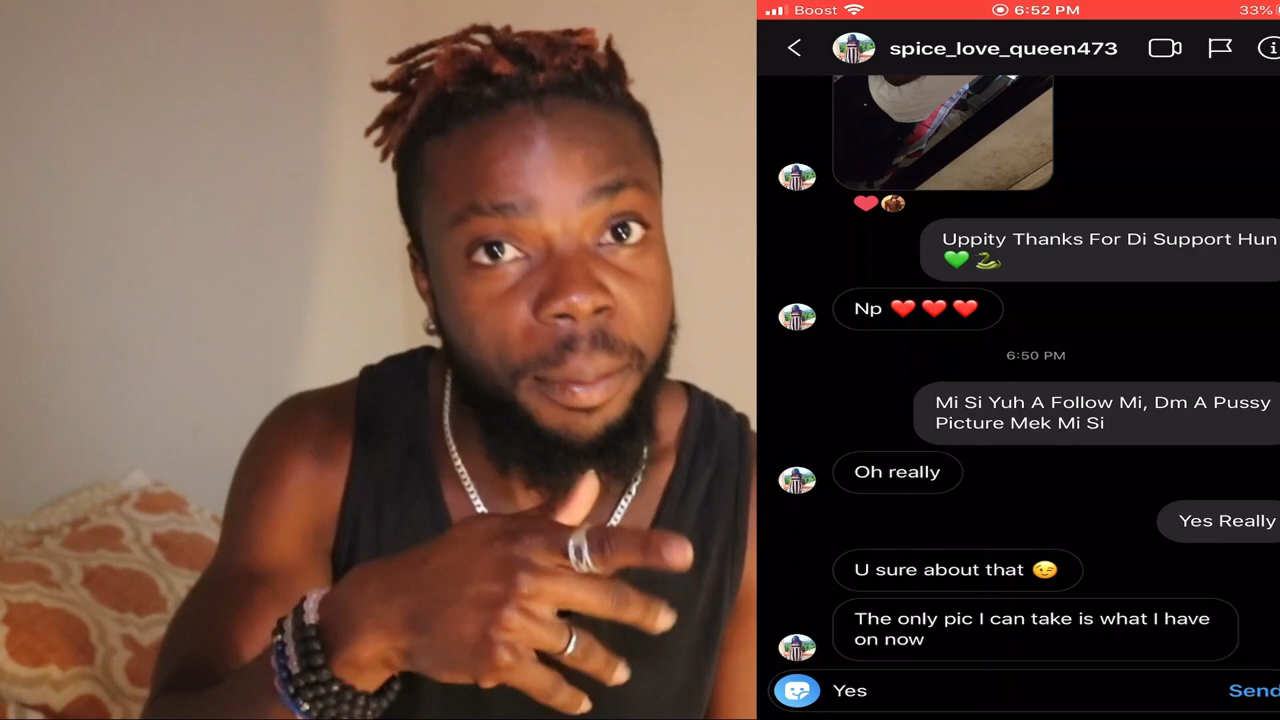 Boost 6:52 PM 33%
spice_love_queen473
Uppity Thanks For Di Support Hun
💚🐍
Np ❤️❤️❤️
6:50 PM
Mi Si Yuh A Follow Mi, Dm A Pussy
Picture Mek Mi Si
Oh really
Yes Really
U sure about that 😉
The only pic I can take is what I have
on now
Yes Send